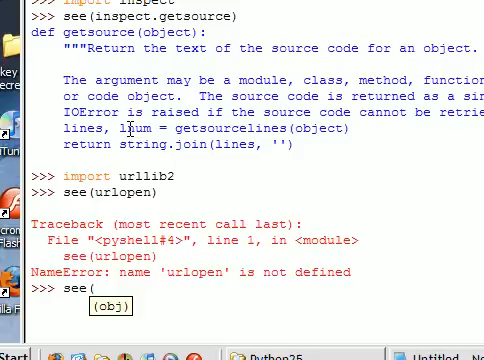 >>> import inspect
>>> see(inspect.getsource)
def getsource(object):
"""Return the text of the source code for an object.
The argument may be a module, class, method, function
or code object.  The source code is returned as a
IOError is raised if the source code cannot be
lines, lnum = getsourcelines(object)
return string.join(lines, '')
>>> import urllib2
>>> see(urlopen)
Traceback (most recent call last):
File "<pyshell#4>", line 1, in <module>
see(urlopen)
NameError: name 'urlopen' is not defined
>>> see(
(obj)
Start
Python25
Untitled